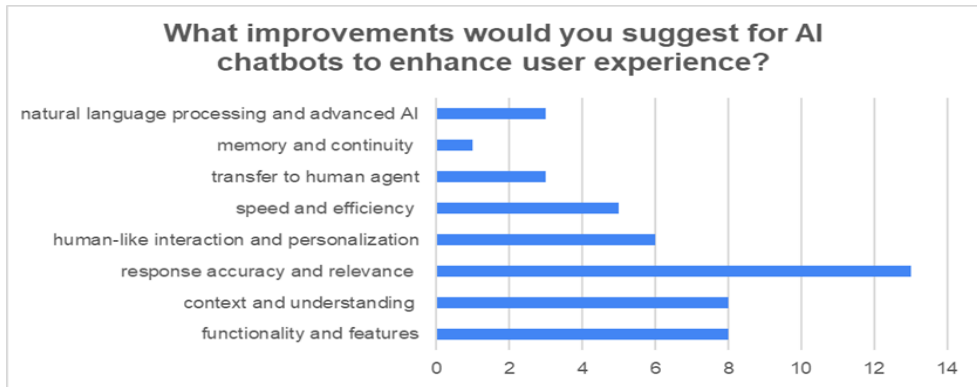 What improvements would you suggest for AI
chatbots to enhance user experience?
natural language processing and advanced AI
memory and continuity
transfer to human agent
speed and efficiency
human-like interaction and personalization
response accuracy and relevance
context and understanding
functionality and features
0 2 4 6 8 10 12 14